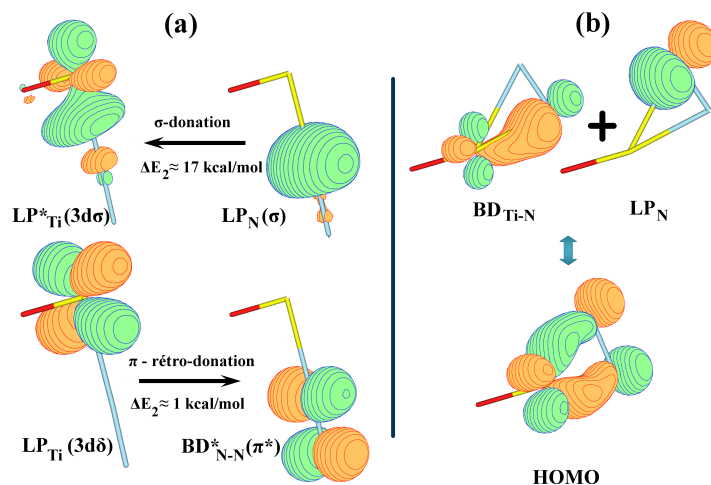 (a)
(b)
σ-donation
ΔE2≈ 17 kcal/mol
LP*Ti(3dσ)
LPN(σ)
BDTi-N
LPN
π - rétro-donation
ΔE2≈ 1 kcal/mol
LPTi(3dδ)
BD*N-N(π*)
HOMO